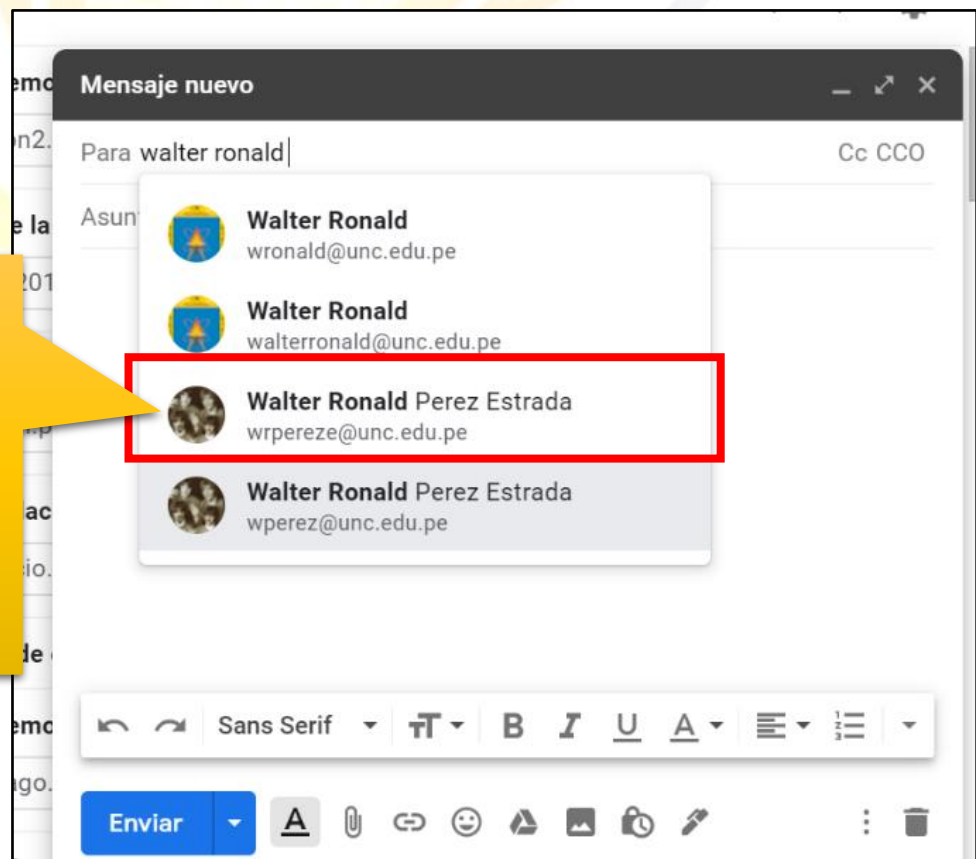 Mensaje nuevo
Para walter ronald
Cc CCO
Asun
Walter Ronald
wronald@unc.edu.pe
Walter Ronald
walterronald@unc.edu.pe
Walter Ronald Perez Estrada
wrpereze@unc.edu.pe
Walter Ronald Perez Estrada
wperez@unc.edu.pe
Sans Serif
B I U A
Enviar
A